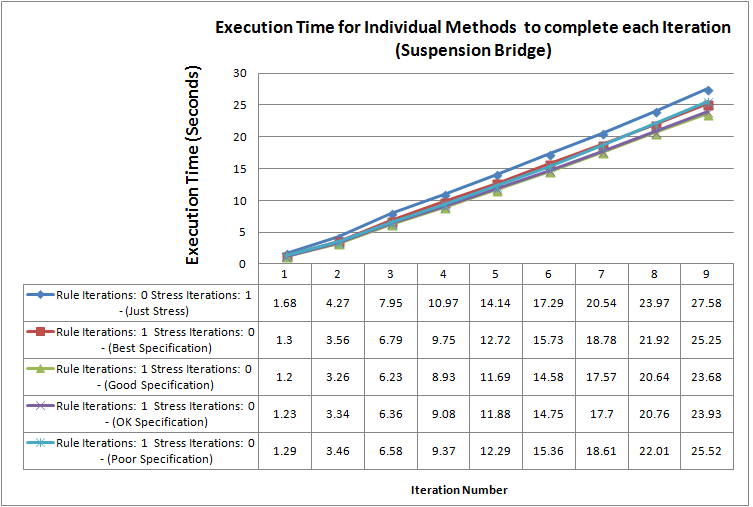 Execution Time for Individual Methods to complete each Iteration
(Suspension Bridge)
Execution Time (Seconds)
30
25
20
15
10
5
0
1 2 3 4 5 6 7 8 9
Rule Iterations: 0 Stress Iterations: 1
- (Just Stress)
1.68 4.27 7.95 10.97 14.14 17.29 20.54 23.97 27.58
Rule Iterations: 1 Stress Iterations: 0
- (Best Specification)
1.3 3.56 6.79 9.75 12.72 15.73 18.78 21.92 25.25
Rule Iterations: 1 Stress Iterations: 0
- (Good Specification)
1.2 3.26 6.23 8.93 11.69 14.58 17.57 20.64 23.68
Rule Iterations: 1 Stress Iterations: 0
- (OK Specification)
1.23 3.34 6.36 9.08 11.88 14.75 17.7 20.76 23.93
Rule Iterations: 1 Stress Iterations: 0
- (Poor Specification)
1.29 3.46 6.58 9.37 12.29 15.36 18.61 22.01 25.52
Iteration Number